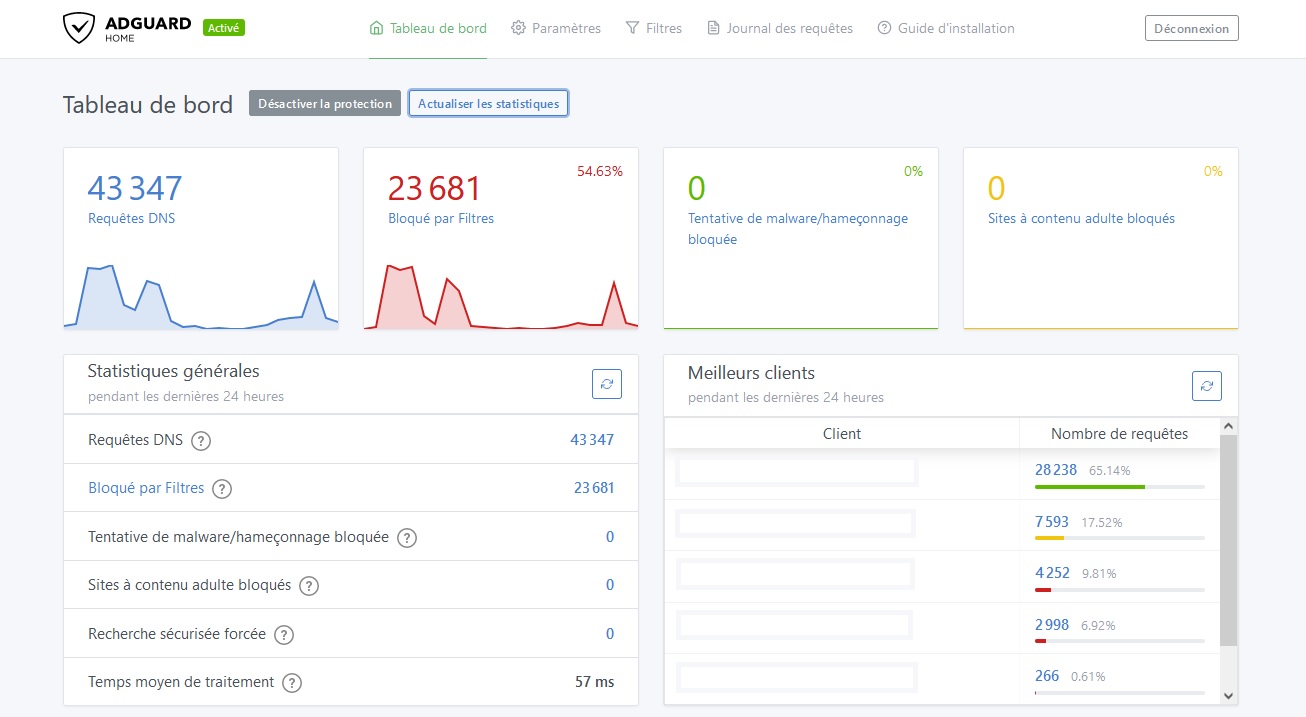 ADGUARD
HOME
Activé
Tableau de bord
Paramètres
Filtres
Journal des requêtes
Guide d'installation
Déconnexion
Tableau de bord
Désactiver la protection
Actualiser les statistiques
43 347
Requêtes DNS
54.63%
23 681
Bloqué par Filtres
0%
0
Tentative de malware/hameçonnage
bloquée
0%
0
Sites à contenu adulte bloqués
Statistiques générales
pendant les dernières 24 heures
Requêtes DNS ? 43 347
Bloqué par Filtres ? 23 681
Tentative de malware/hameçonnage bloquée ? 0
Sites à contenu adulte bloqués ? 0
Recherche sécurisée forcée ? 0
Temps moyen de traitement ? 57 ms
Meilleurs clients
pendant les dernières 24 heures
Client Nombre de requêtes
28 238 65.14%
7 593 17.52%
4 252 9.81%
2 998 6.92%
266 0.61%